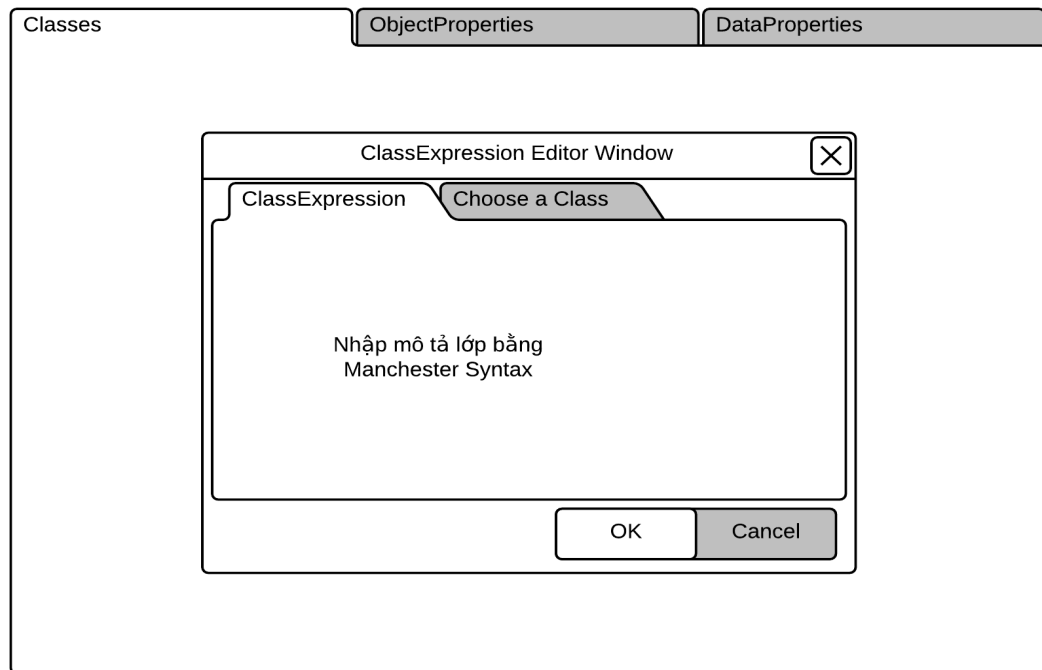 Classes
ObjectProperties
DataProperties
ClassExpression Editor Window
ClassExpression
Choose a Class
Nhập mô tả lớp bằng
Manchester Syntax
OK
Cancel